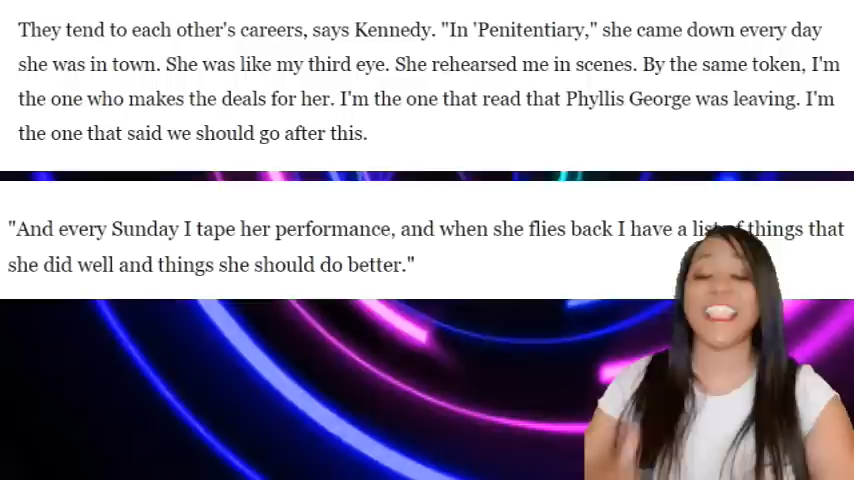 They tend to each other's careers, says Kennedy. "In 'Penitentiary," she came down every day
she was in town. She was like my third eye. She rehearsed me in scenes. By the same token, I'm
the one who makes the deals for her. I'm the one that read that Phyllis George was leaving. I'm
the one that said we should go after this.
"And every Sunday I tape her performance, and when she flies back I have a list of things that
she did well and things she should do better."